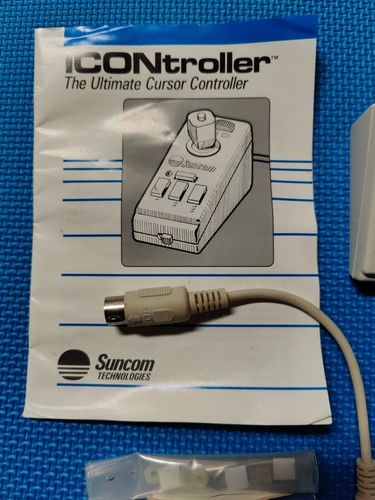 iCONtroller™
The Ultimate Cursor Controller
Suncom
Suncom
TECHNOLOGIES